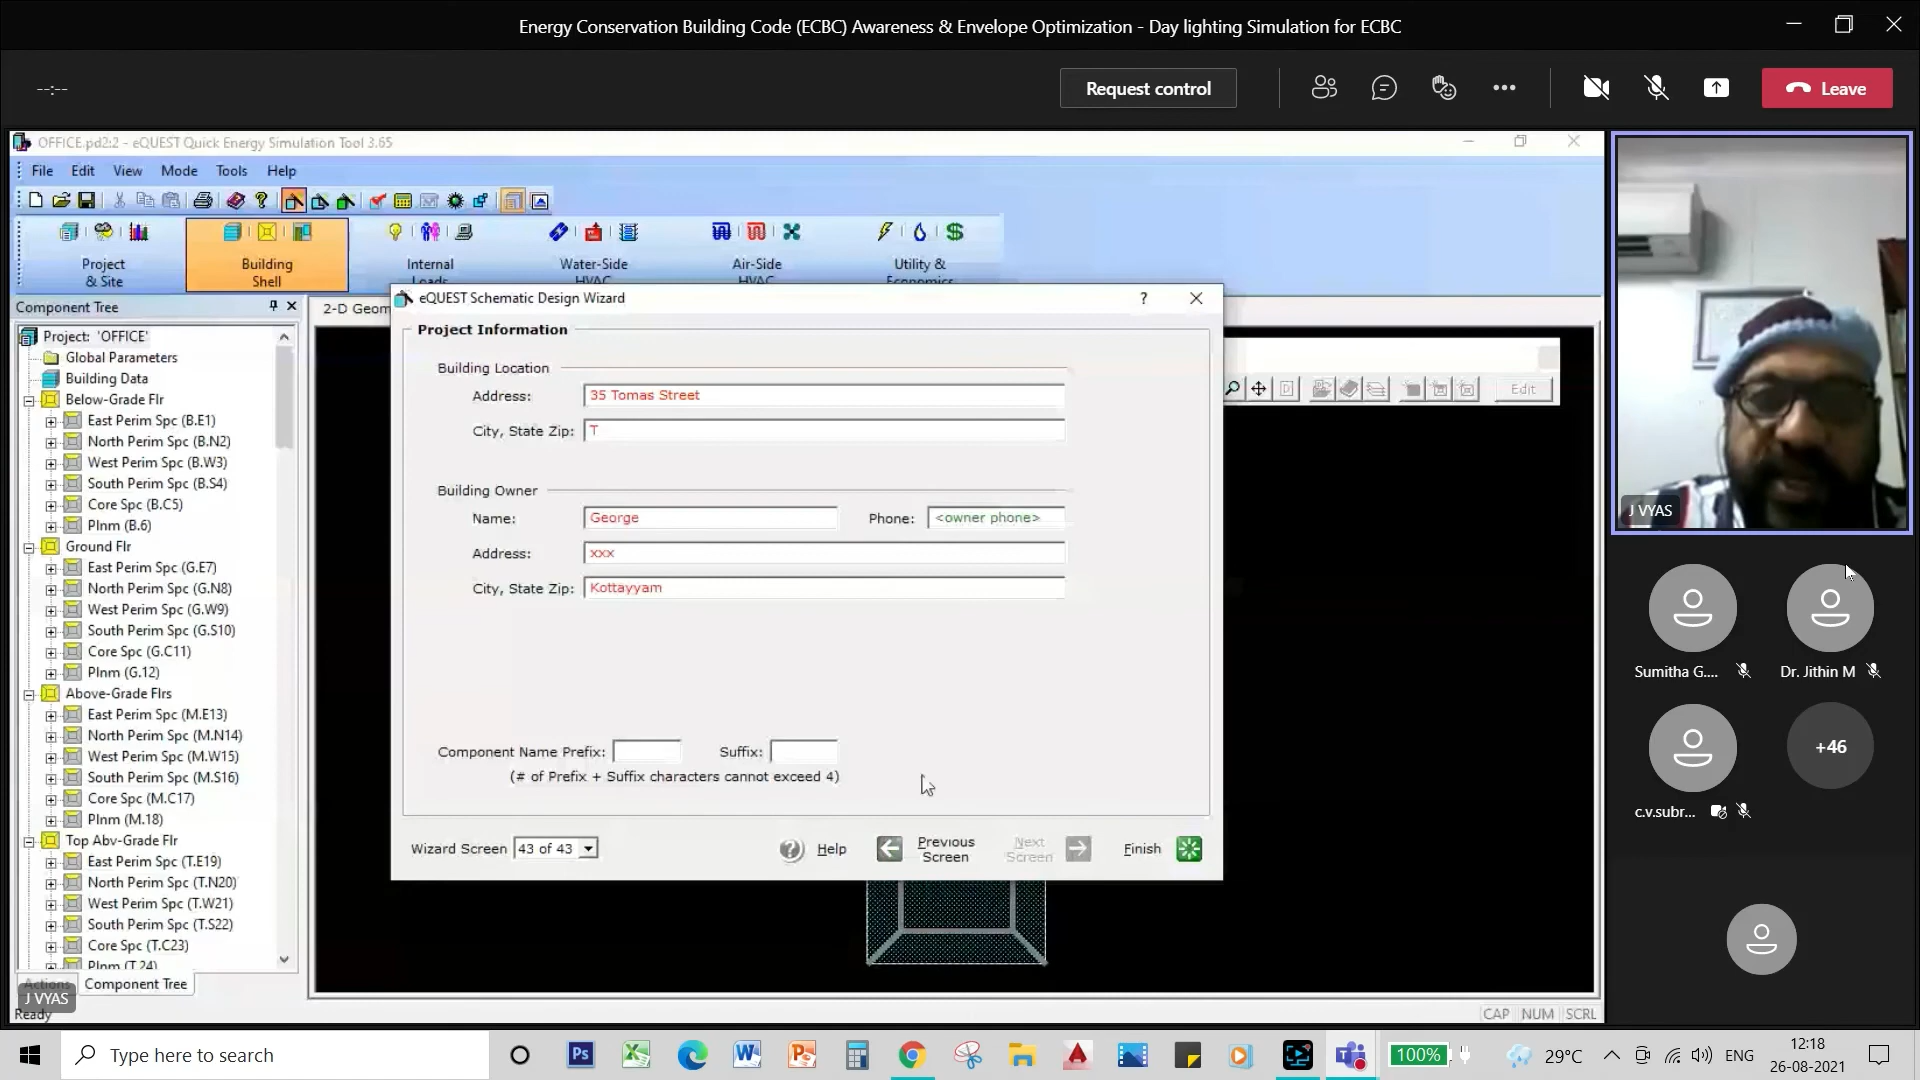 Energy Conservation Building Code (ECBC) Awareness & Envelope Optimization - Day lighting Simulation for ECBC
--:--
Request control
Leave
OFFICE.pd2:2 - eQUEST Quick Energy Simulation Tool 3.65
File Edit View Mode Tools Help
Project & Site
Building Shell
Internal Loads
Water-Side HVAC
Air-Side HVAC
Utility & Economics
Component Tree
Project: 'OFFICE'
Global Parameters
Building Data
Below-Grade Flr
East Perim Spc (B.E1)
North Perim Spc (B.N2)
West Perim Spc (B.W3)
South Perim Spc (B.S4)
Core Spc (B.C5)
Plnm (B.6)
Ground Flr
East Perim Spc (G.E7)
North Perim Spc (G.N8)
West Perim Spc (G.W9)
South Perim Spc (G.S10)
Core Spc (G.C11)
Plnm (G.12)
Above-Grade Flrs
East Perim Spc (M.E13)
North Perim Spc (M.N14)
West Perim Spc (M.W15)
South Perim Spc (M.S16)
Core Spc (M.C17)
Plnm (M.18)
Top Abv-Grade Flr
East Perim Spc (T.E19)
North Perim Spc (T.N20)
West Perim Spc (T.W21)
South Perim Spc (T.S22)
Core Spc (T.C23)
Plnm (T.24)
Actions Component Tree
J VYAS
Ready
2-D Geom
eQUEST Schematic Design Wizard
Project Information
Building Location
Address: 35 Tomas Street
City, State Zip: T
Building Owner
Name: George Phone: <owner phone>
Address: xxx
City, State Zip: Kottayyam
Component Name Prefix: Suffix:
(# of Prefix + Suffix characters cannot exceed 4)
Wizard Screen 43 of 43
Help
Previous Screen
Next Screen
Finish
Edit
CAP NUM SCRL
J VYAS
Sumitha G....
Dr. Jithin M
c.v.subr...
+46
Type here to search
100%
29°C
ENG
12:18
26-08-2021